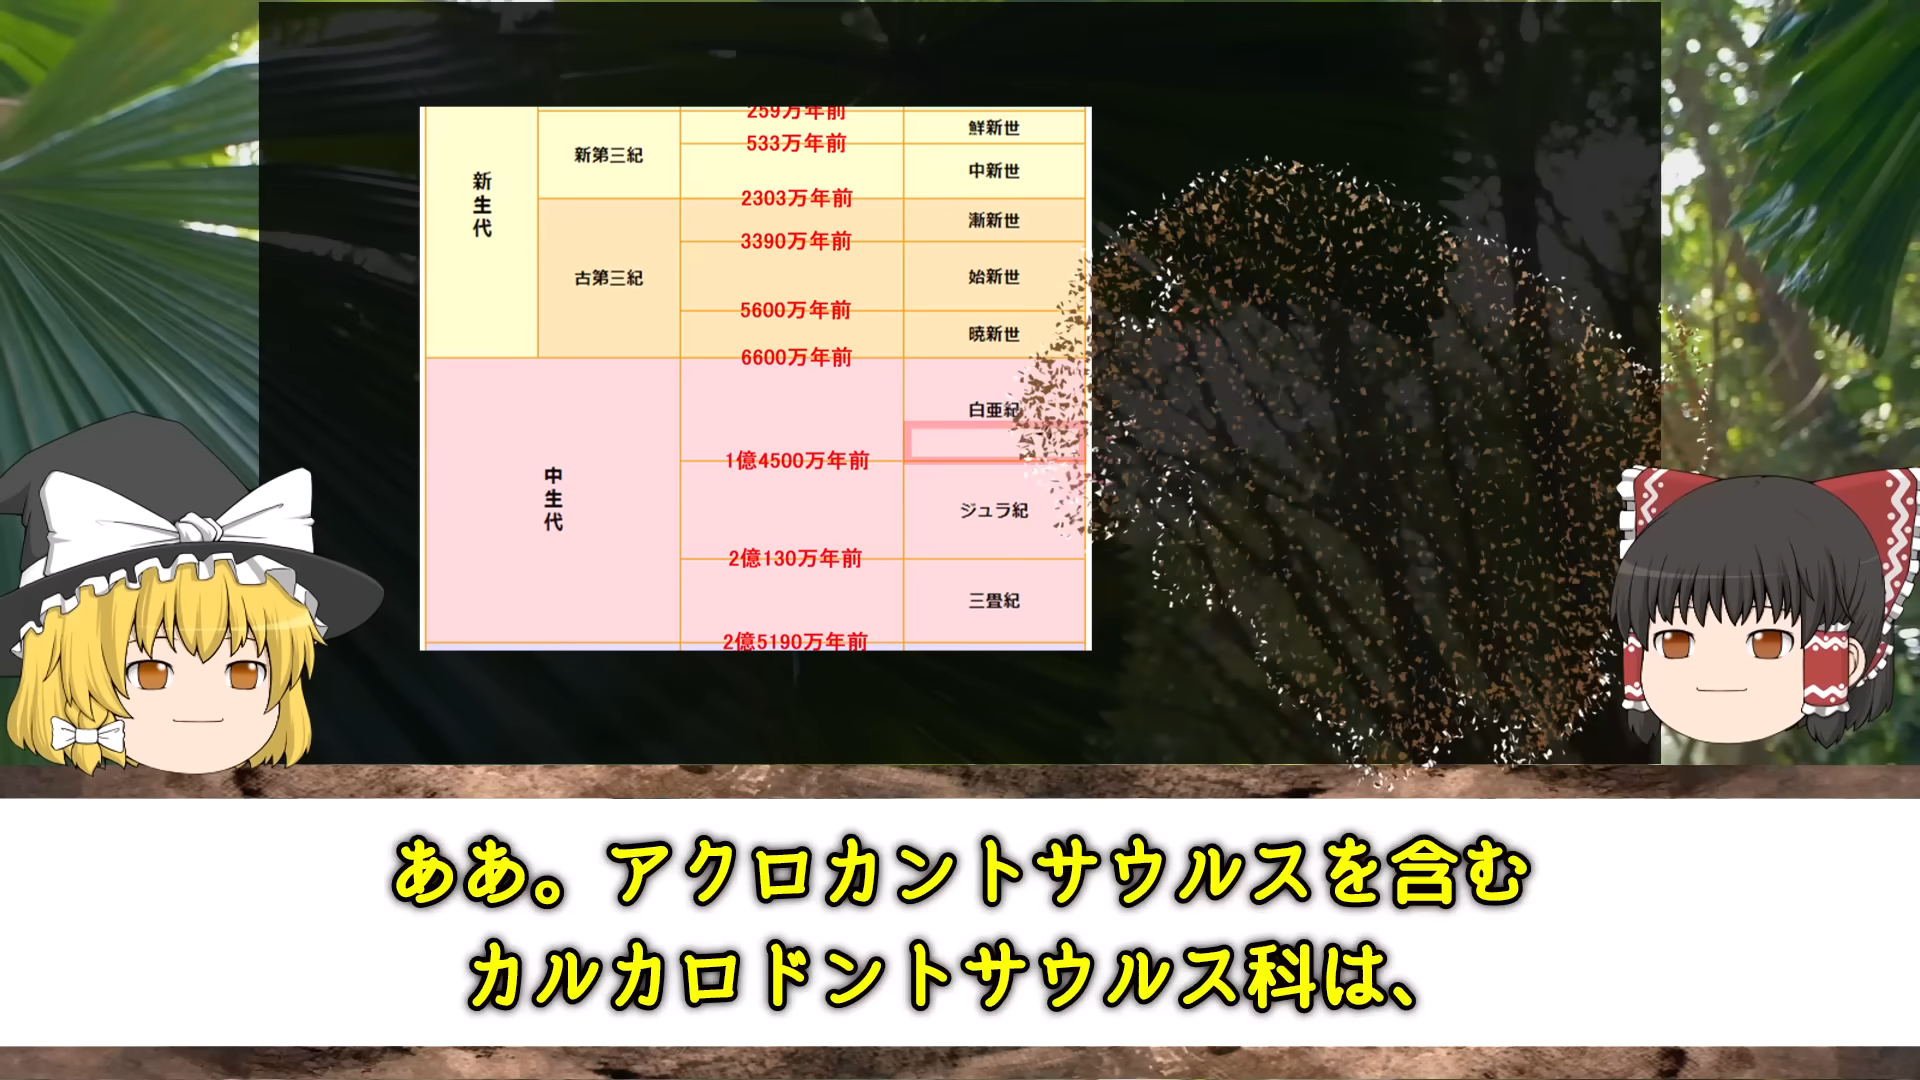 259万年前
鮮新世
新第三紀
533万年前
中新世
新生代
2303万年前
漸新世
3390万年前
古第三紀
始新世
5600万年前
暁新世
6600万年前
白亜紀
1億4500万年前
中生代
ジュラ紀
2億130万年前
三畳紀
2億5190万年前
ああ。アクロカントサウルスを含む
カルカロドントサウルス科は、